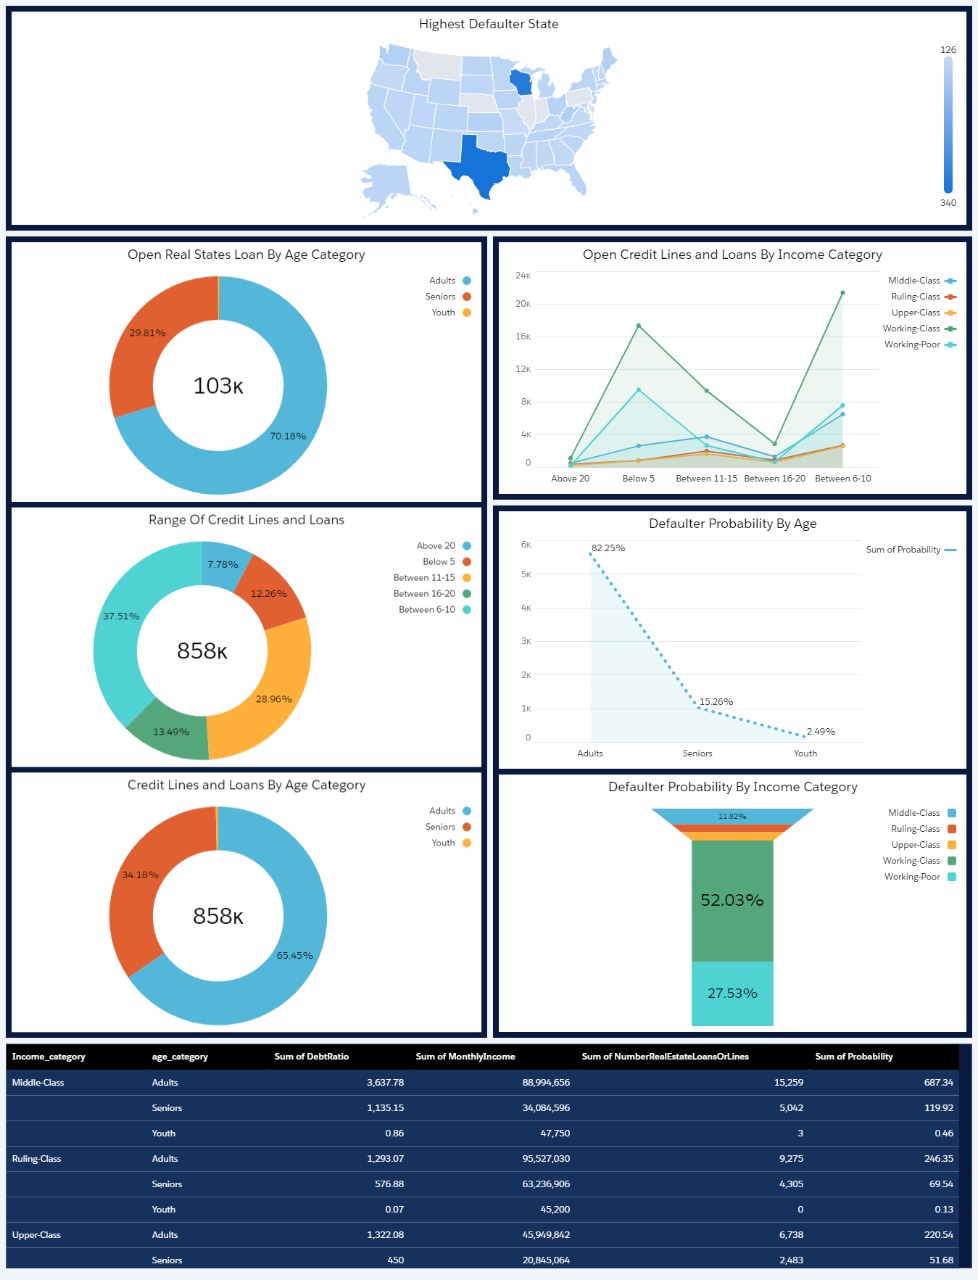 Highest Defaulter State
126
340
Open Real States Loan By Age Category
Adults
Seniors
Youth
29.81%
103K
70.18%
Open Credit Lines and Loans By Income Category
24K
20K
16K
12K
8K
4K
0
Above 20 Below 5 Between 11-15 Between 16-20 Between 6-10
Middle-Class
Ruling-Class
Upper-Class
Working-Class
Working-Poor
Range Of Credit Lines and Loans
Above 20
Below 5
Between 11-15
Between 16-20
Between 6-10
7.78%
12.26%
37.51%
858K
28.96%
13.49%
Defaulter Probability By Age
6K
5K
4K
3K
2K
1K
0
82.25%
15.26%
2.49%
Adults Seniors Youth
Sum of Probability
Credit Lines and Loans By Age Category
Adults
Seniors
Youth
34.18%
858K
65.45%
Defaulter Probability By Income Category
11.82%
52.03%
27.53%
Middle-Class
Ruling-Class
Upper-Class
Working-Class
Working-Poor
Income_category age_category Sum of DebtRatio Sum of MonthlyIncome Sum of NumberRealEstateLoansOrLines Sum of Probability
Middle-Class Adults 3,637.78 88,994,656 15,259 687.34
Seniors 1,135.15 34,084,596 5,042 119.92
Youth 0.86 47,750 3 0.46
Ruling-Class Adults 1,293.07 95,527,030 9,275 246.35
Seniors 576.88 63,236,906 4,305 69.54
Youth 0.07 45,200 0 0.13
Upper-Class Adults 1,322.08 45,949,842 6,738 220.54
Seniors 450 20,845,064 2,483 51.68